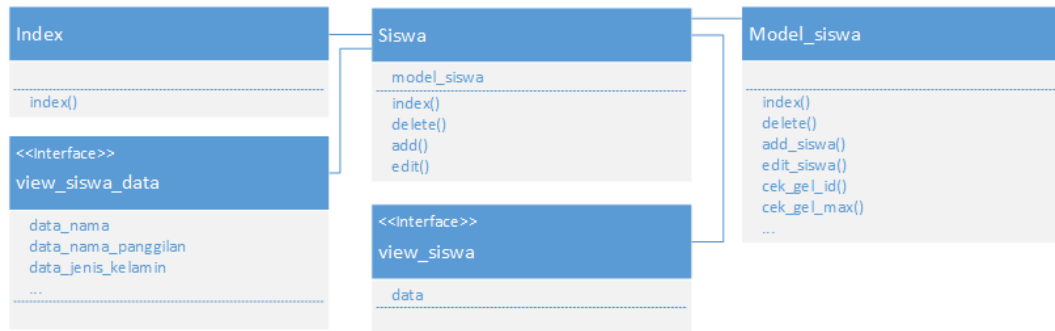 Index
index()
<<Interface>>
view_siswa_data
data_nama
data_nama_panggilan
data_jenis_kelamin
...
Siswa
model_siswa
index()
delete()
add()
edit()
<<Interface>>
view_siswa
data
Model_siswa
index()
delete()
add_siswa()
edit_siswa()
cek_gel_id()
cek_gel_max()
...